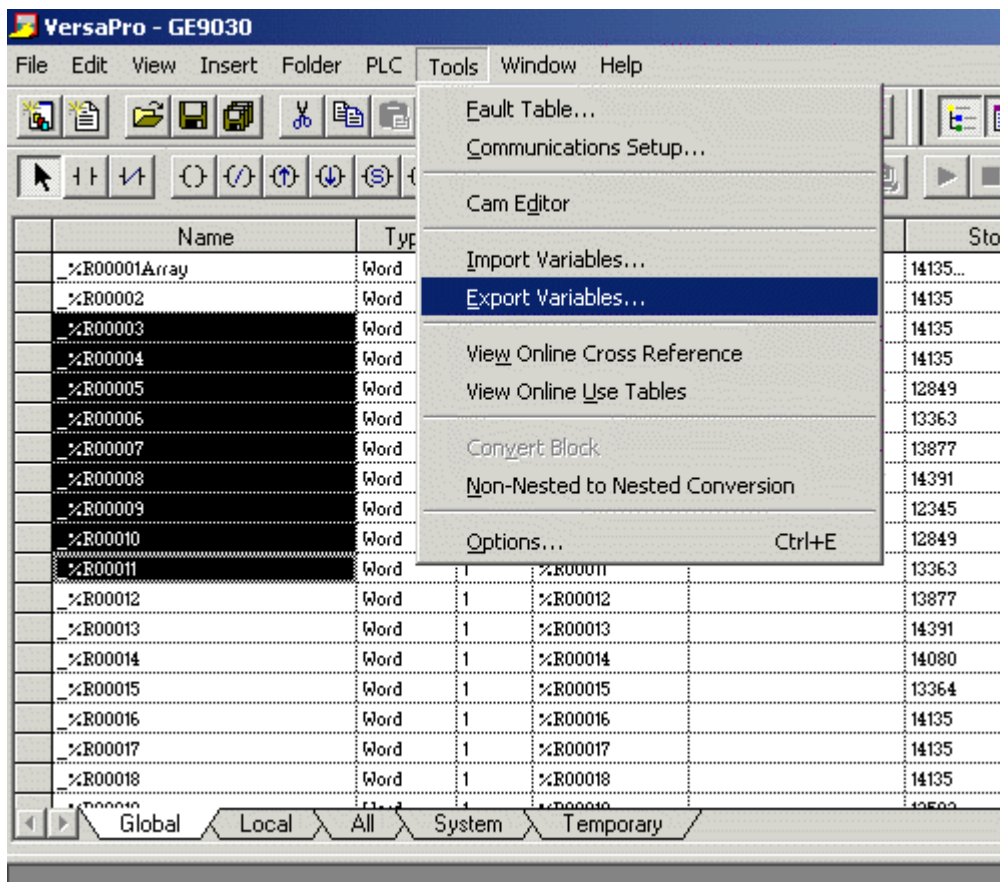 VersaPro - GE9030
File Edit View Insert Folder PLC Tools Window Help
Fault Table...
Communications Setup...
Cam Editor
Import Variables...
Export Variables...
View Online Cross Reference
View Online Use Tables
Convert Block
Non-Nested to Nested Conversion
Options... Ctrl+E
Name Typ Sto
_%R00001Array Word 14135...
_%R00002 Word 14135
_%R00003 Word 14135
_%R00004 Word 14135
_%R00005 Word 12849
_%R00006 Word 13363
_%R00007 Word 13877
_%R00008 Word 14391
_%R00009 Word 12345
_%R00010 Word 12849
_%R00011 Word 1 %R00011 13363
_%R00012 Word 1 %R00012 13877
_%R00013 Word 1 %R00013 14391
_%R00014 Word 1 %R00014 14080
_%R00015 Word 1 %R00015 13364
_%R00016 Word 1 %R00016 14135
_%R00017 Word 1 %R00017 14135
_%R00018 Word 1 %R00018 14135
Global Local All System Temporary